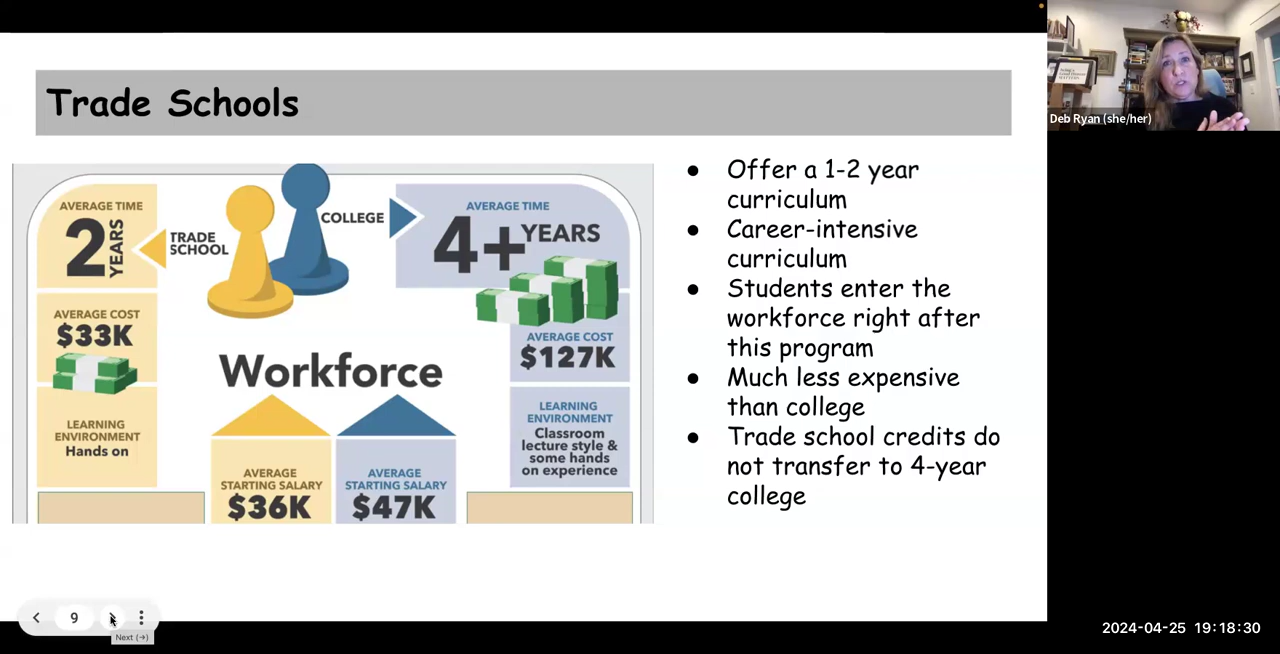 Trade Schools
AVERAGE TIME
2 YEARS
TRADE
SCHOOL
COLLEGE
AVERAGE TIME
4+ YEARS
AVERAGE COST
$33K
AVERAGE COST
$127K
Workforce
LEARNING
ENVIRONMENT
Hands on
LEARNING
ENVIRONMENT
Classroom
lecture style &
some hands
on experience
AVERAGE
STARTING SALARY
$36K
AVERAGE
STARTING SALARY
$47K
● Offer a 1-2 year
curriculum
● Career-intensive
curriculum
● Students enter the
workforce right after
this program
● Much less expensive
than college
● Trade school credits do
not transfer to 4-year
college
Deb Ryan (she/her)
9
Next (→)
2024-04-25 19:18:30